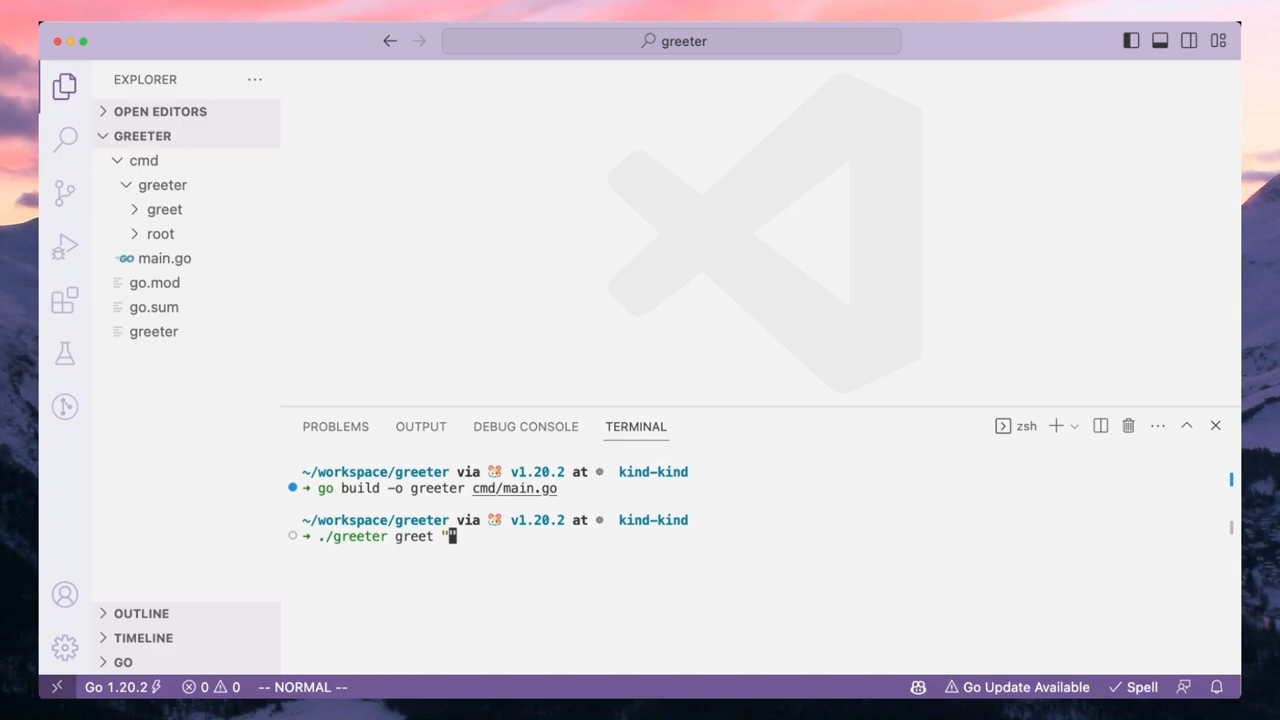 greeter
EXPLORER
OPEN EDITORS
GREETER
cmd
greeter
greet
root
main.go
go.mod
go.sum
greeter
OUTLINE
TIMELINE
GO
PROBLEMS OUTPUT DEBUG CONSOLE TERMINAL zsh
~/workspace/greeter via v1.20.2 at kind-kind
➜ go build -o greeter cmd/main.go
~/workspace/greeter via v1.20.2 at kind-kind
➜ ./greeter greet ""
Go 1.20.2 0 0 -- NORMAL -- Go Update Available Spell